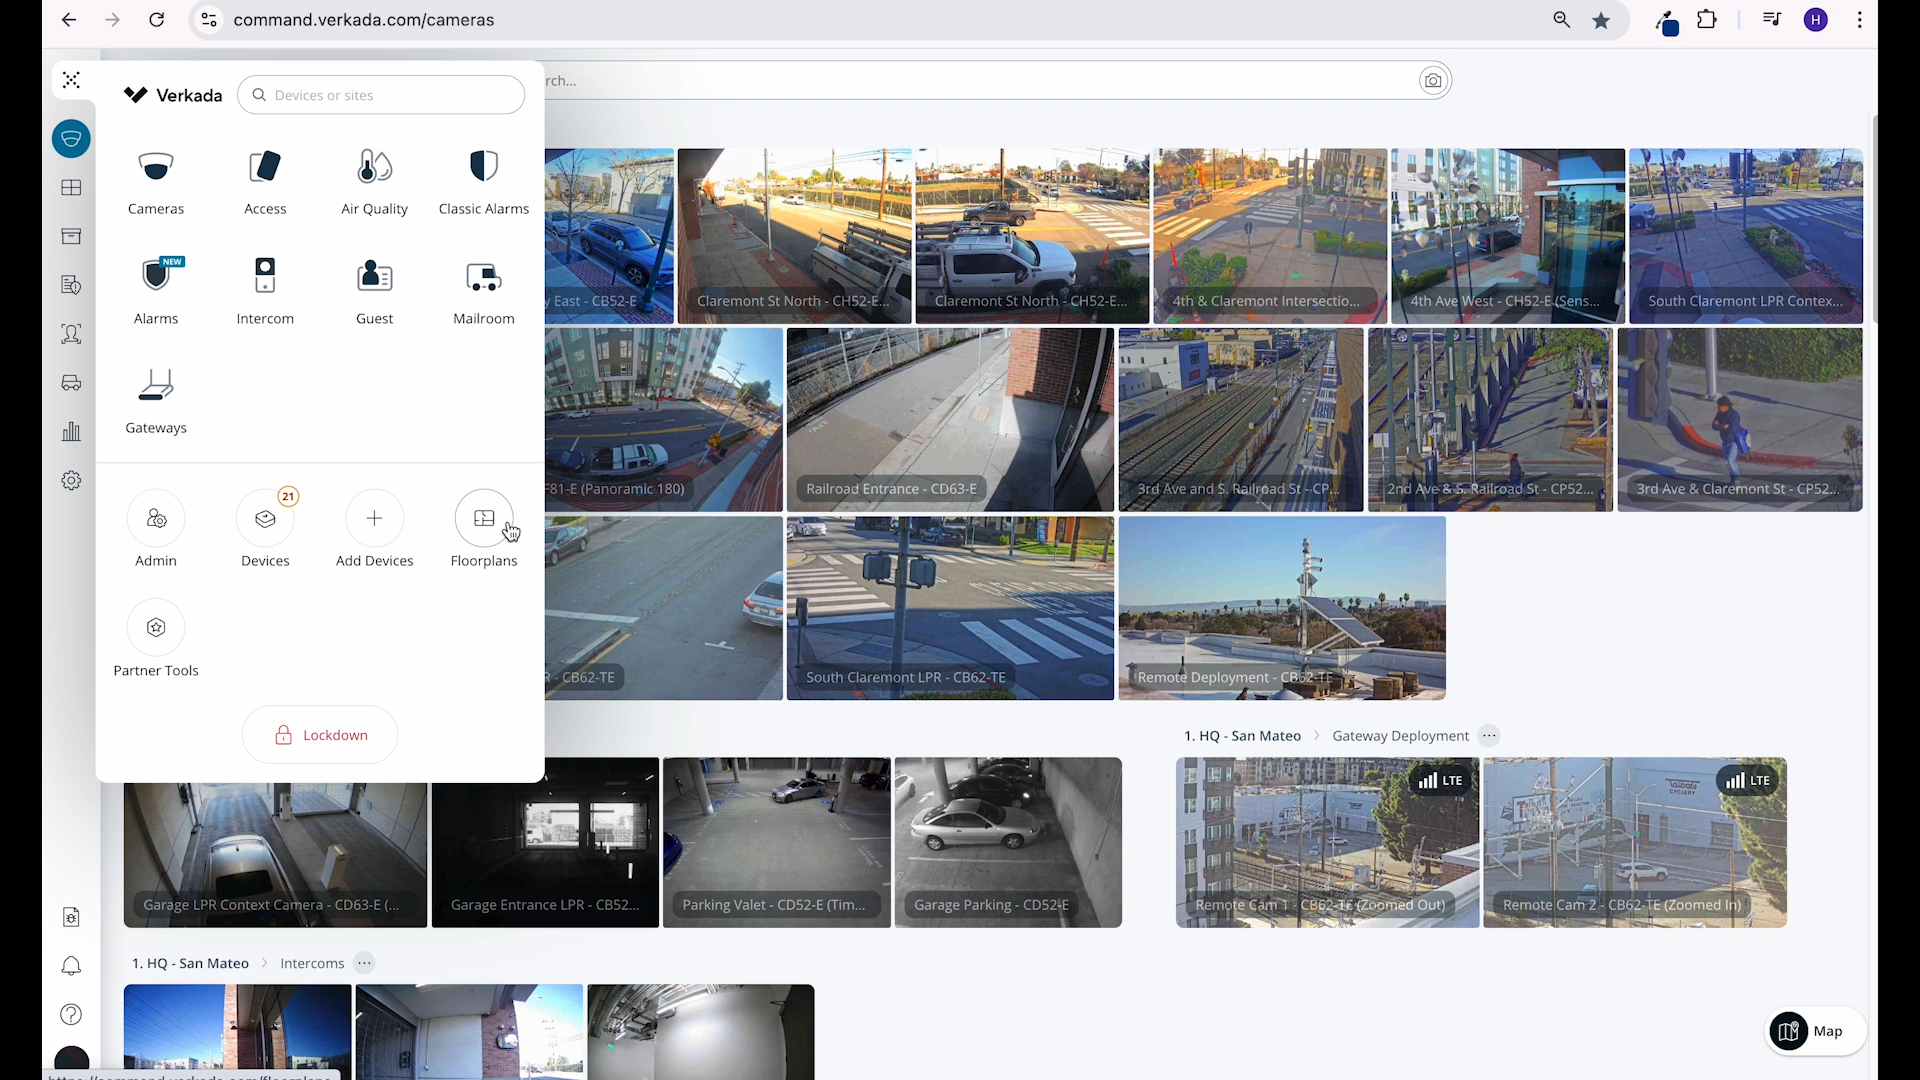 command.verkada.com/cameras
H
Verkada
Devices or sites
rch...
Cameras
Access
Air Quality
Classic Alarms
NEW
Alarms
Intercom
Guest
Mailroom
Gateways
21
Admin
Devices
Add Devices
Floorplans
Partner Tools
Lockdown
y East - CB52-E
Claremont St North - CH52-E...
Claremont St North - CH52-E...
4th & Claremont Intersectio...
4th Ave West - CH52-E (Sens...
South Claremont LPR Contex...
F81-E (Panoramic 180)
Railroad Entrance - CD63-E
3rd Ave and S. Railroad St - CP...
2nd Ave & S. Railroad St - CP52...
3rd Ave & Claremont St - CP52...
R - CB62-TE
South Claremont LPR - CB62-TE
Remote Deployment - CB62-TE
1. HQ - San Mateo > Gateway Deployment ...
LTE
LTE
Garage LPR Context Camera - CD63-E (...
Garage Entrance LPR - CB52...
Parking Valet - CD52-E (Tim...
Garage Parking - CD52-E
Remote Cam 1 - CB62-TE (Zoomed Out)
Remote Cam 2 - CB62-TE (Zoomed In)
1. HQ - San Mateo > Intercoms ...
Map